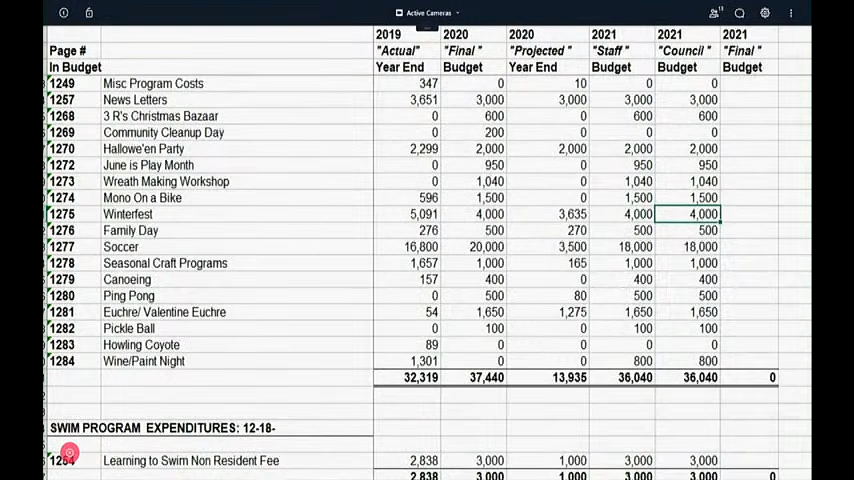 Active Cameras
11
2019 2020 2020 2021 2021 2021
Page # "Actual" "Final " "Projected" "Staff " "Council " "Final "
In Budget Year End Budget Year End Budget Budget Budget
1249 Misc Program Costs 347 0 10 0 0
1257 News Letters 3,651 3,000 3,000 3,000 3,000
1268 3 R's Christmas Bazaar 0 600 0 600 600
1269 Community Cleanup Day 0 200 0 0 0
1270 Hallowe'en Party 2,299 2,000 2,000 2,000 2,000
1272 June is Play Month 0 950 0 950 950
1273 Wreath Making Workshop 0 1,040 0 1,040 1,040
1274 Mono On a Bike 596 1,500 0 1,500 1,500
1275 Winterfest 5,091 4,000 3,635 4,000 4,000
1276 Family Day 276 500 270 500 500
1277 Soccer 16,800 20,000 3,500 18,000 18,000
1278 Seasonal Craft Programs 1,657 1,000 165 1,000 1,000
1279 Canoeing 157 400 0 400 400
1280 Ping Pong 0 500 80 500 500
1281 Euchre/ Valentine Euchre 54 1,650 1,275 1,650 1,650
1282 Pickle Ball 0 100 0 100 100
1283 Howling Coyote 89 0 0 0 0
1284 Wine/Paint Night 1,301 0 0 800 800
32,319 37,440 13,935 36,040 36,040 0
SWIM PROGRAM EXPENDITURES: 12-18-
Learning to Swim Non Resident Fee 2,838 3,000 1,000 3,000 3,000
2,838 3,000 1,000 3,000 3,000 0